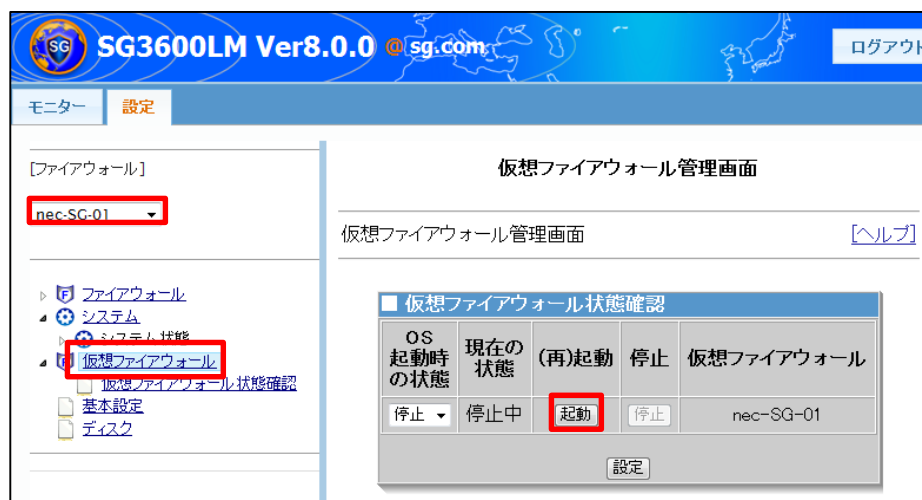 SG SG3600LM Ver8.0.0 @ sg.com ログアウト
モニター 設定
[ファイアウォール]
nec-SG-01
ファイアウォール
システム
システム状態
仮想ファイアウォール
仮想ファイアウォール状態確認
基本設定
ディスク
仮想ファイアウォール管理画面
仮想ファイアウォール管理画面 [ヘルプ]
■ 仮想ファイアウォール状態確認
OS起動時の状態 現在の状態 (再)起動 停止 仮想ファイアウォール
停止 停止中 起動 停止 nec-SG-01
設定